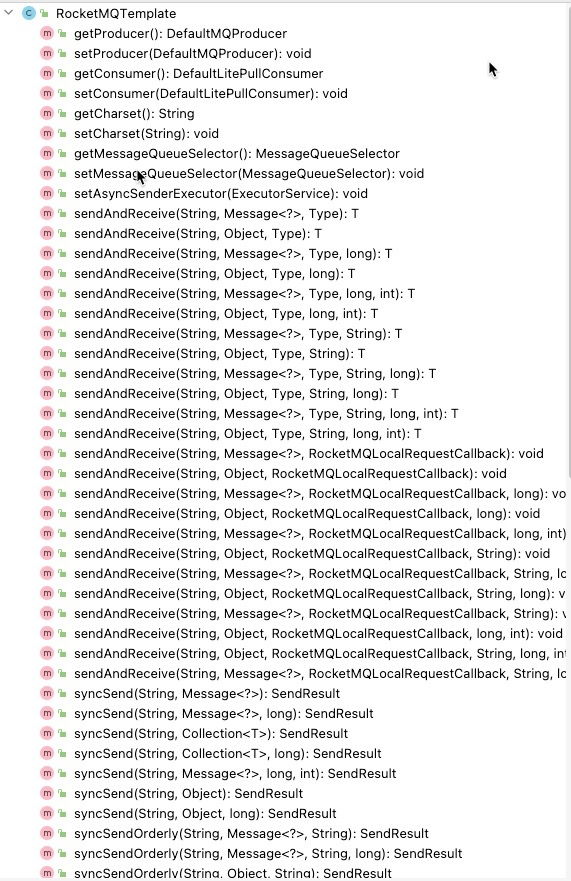 RocketMQTemplate
getProducer(): DefaultMQProducer
setProducer(DefaultMQProducer): void
getConsumer(): DefaultLitePullConsumer
setConsumer(DefaultLitePullConsumer): void
getCharset(): String
setCharset(String): void
getMessageQueueSelector(): MessageQueueSelector
setMessageQueueSelector(MessageQueueSelector): void
setAsyncSenderExecutor(ExecutorService): void
sendAndReceive(String, Message<?>, Type): T
sendAndReceive(String, Object, Type): T
sendAndReceive(String, Message<?>, Type, long): T
sendAndReceive(String, Object, Type, long): T
sendAndReceive(String, Message<?>, Type, long, int): T
sendAndReceive(String, Object, Type, long, int): T
sendAndReceive(String, Message<?>, Type, String): T
sendAndReceive(String, Object, Type, String): T
sendAndReceive(String, Message<?>, Type, String, long): T
sendAndReceive(String, Object, Type, String, long): T
sendAndReceive(String, Message<?>, Type, String, long, int): T
sendAndReceive(String, Object, Type, String, long, int): T
sendAndReceive(String, Message<?>, RocketMQLocalRequestCallback): void
sendAndReceive(String, Object, RocketMQLocalRequestCallback): void
sendAndReceive(String, Message<?>, RocketMQLocalRequestCallback, long): vo
sendAndReceive(String, Object, RocketMQLocalRequestCallback, long): void
sendAndReceive(String, Message<?>, RocketMQLocalRequestCallback, long, int)
sendAndReceive(String, Object, RocketMQLocalRequestCallback, String): void
sendAndReceive(String, Message<?>, RocketMQLocalRequestCallback, String, lo
sendAndReceive(String, Object, RocketMQLocalRequestCallback, String, long): v
sendAndReceive(String, Message<?>, RocketMQLocalRequestCallback, String): v
sendAndReceive(String, Object, RocketMQLocalRequestCallback, long, int): void
sendAndReceive(String, Object, RocketMQLocalRequestCallback, String, long, int
sendAndReceive(String, Message<?>, RocketMQLocalRequestCallback, String, lo
syncSend(String, Message<?>): SendResult
syncSend(String, Message<?>, long): SendResult
syncSend(String, Collection<T>): SendResult
syncSend(String, Collection<T>, long): SendResult
syncSend(String, Message<?>, long, int): SendResult
syncSend(String, Object): SendResult
syncSend(String, Object, long): SendResult
syncSendOrderly(String, Message<?>, String): SendResult
syncSendOrderly(String, Message<?>, String, long): SendResult
syncSendOrderly(String, Object, String): SendResult